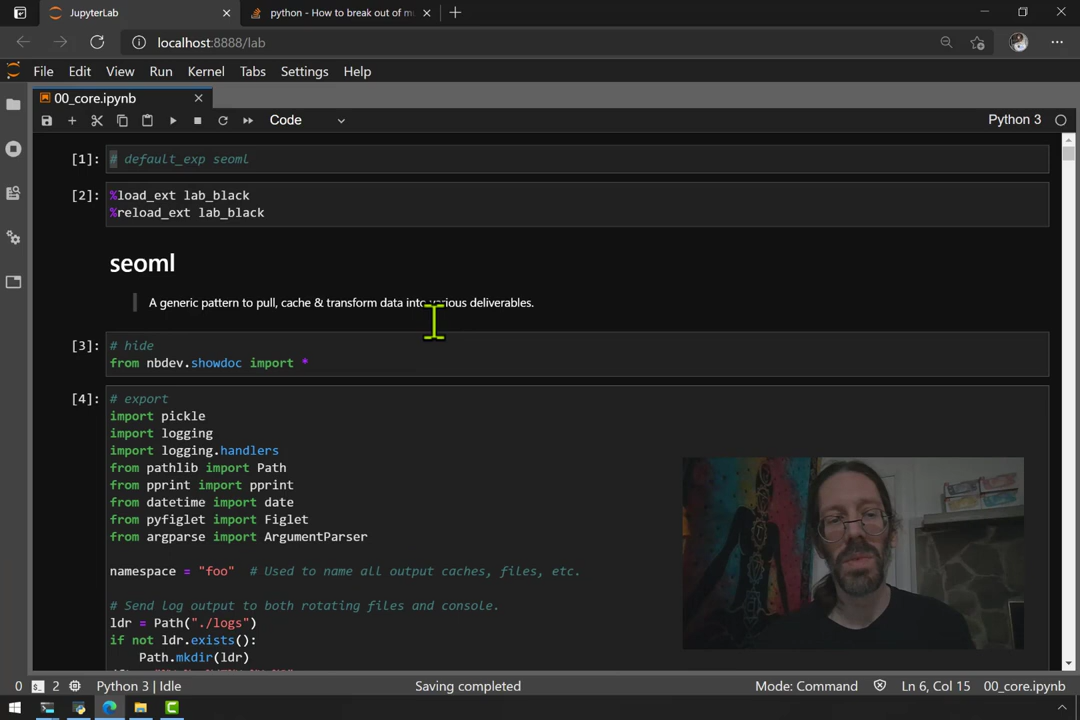 JupyterLab
python - How to break out of mu
localhost:8888/lab
File Edit View Run Kernel Tabs Settings Help
00_core.ipynb
Code
Python 3
[1]: # default_exp seoml
[2]: %load_ext lab_black
%reload_ext lab_black
seoml
A generic pattern to pull, cache & transform data into various deliverables.
[3]: # hide
from nbdev.showdoc import *
[4]: # export
import pickle
import logging
import logging.handlers
from pathlib import Path
from pprint import pprint
from datetime import date
from pyfiglet import Figlet
from argparse import ArgumentParser
namespace = "foo" # Used to name all output caches, files, etc.
# Send log output to both rotating files and console.
ldr = Path("./logs")
if not ldr.exists():
Path.mkdir(ldr)
0 2 Python 3 | Idle Saving completed Mode: Command Ln 6, Col 15 00_core.ipynb